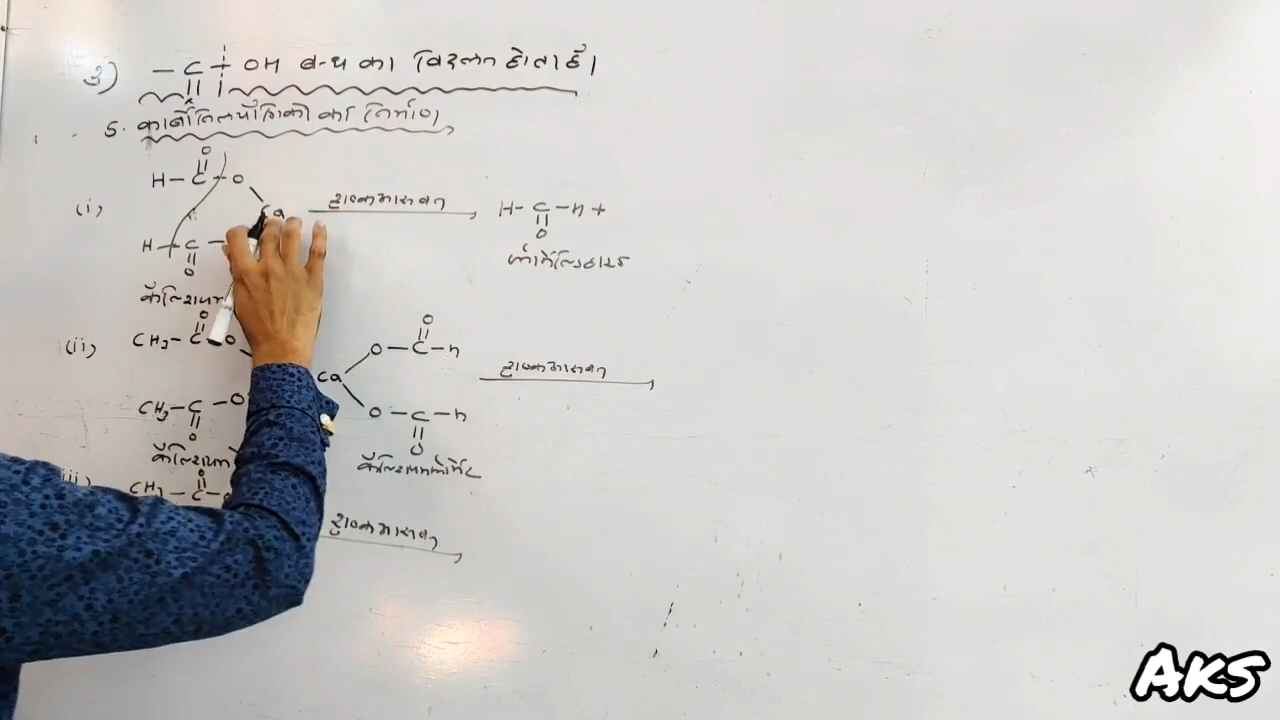 3) –C–OH बन्ध का विदलन होता है।
5. कार्बोनिल यौगिकों का निर्माण
O
(i) H–C–O
Ca शुष्क आसवन H–C–H +
H–C– O
O फॉर्मेल्डिहाइड
कैल्शियम
O O
(ii) CH3–C–O O–C–H
Ca शुष्क आसवन
CH3–C–O O–C–H
O O
कैल्शियम कैल्शियम फॉर्मेट
O
CH3–C–
शुष्क आसवन
AKS